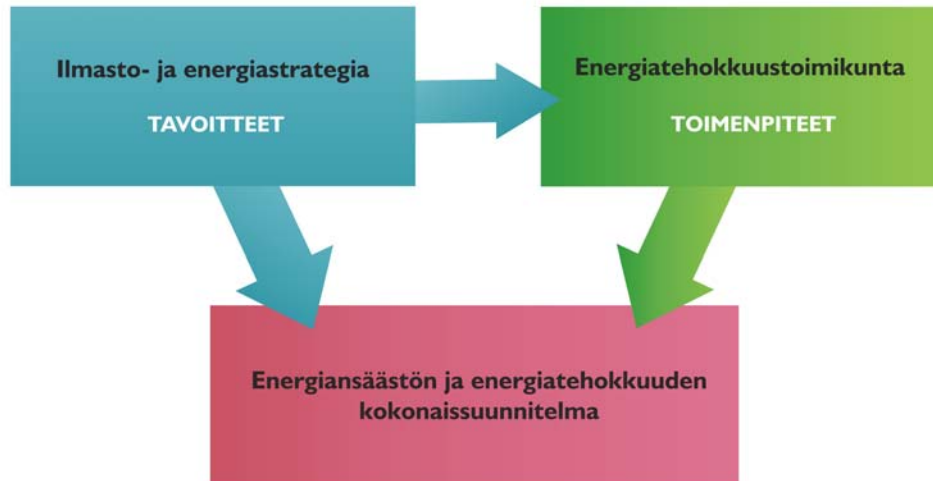 Ilmasto- ja energiastrategia
TAVOITTEET
Energiatehokkuustoimikunta
TOIMENPITEET
Energiansäästön ja energiatehokkuuden
kokonaissuunnitelma